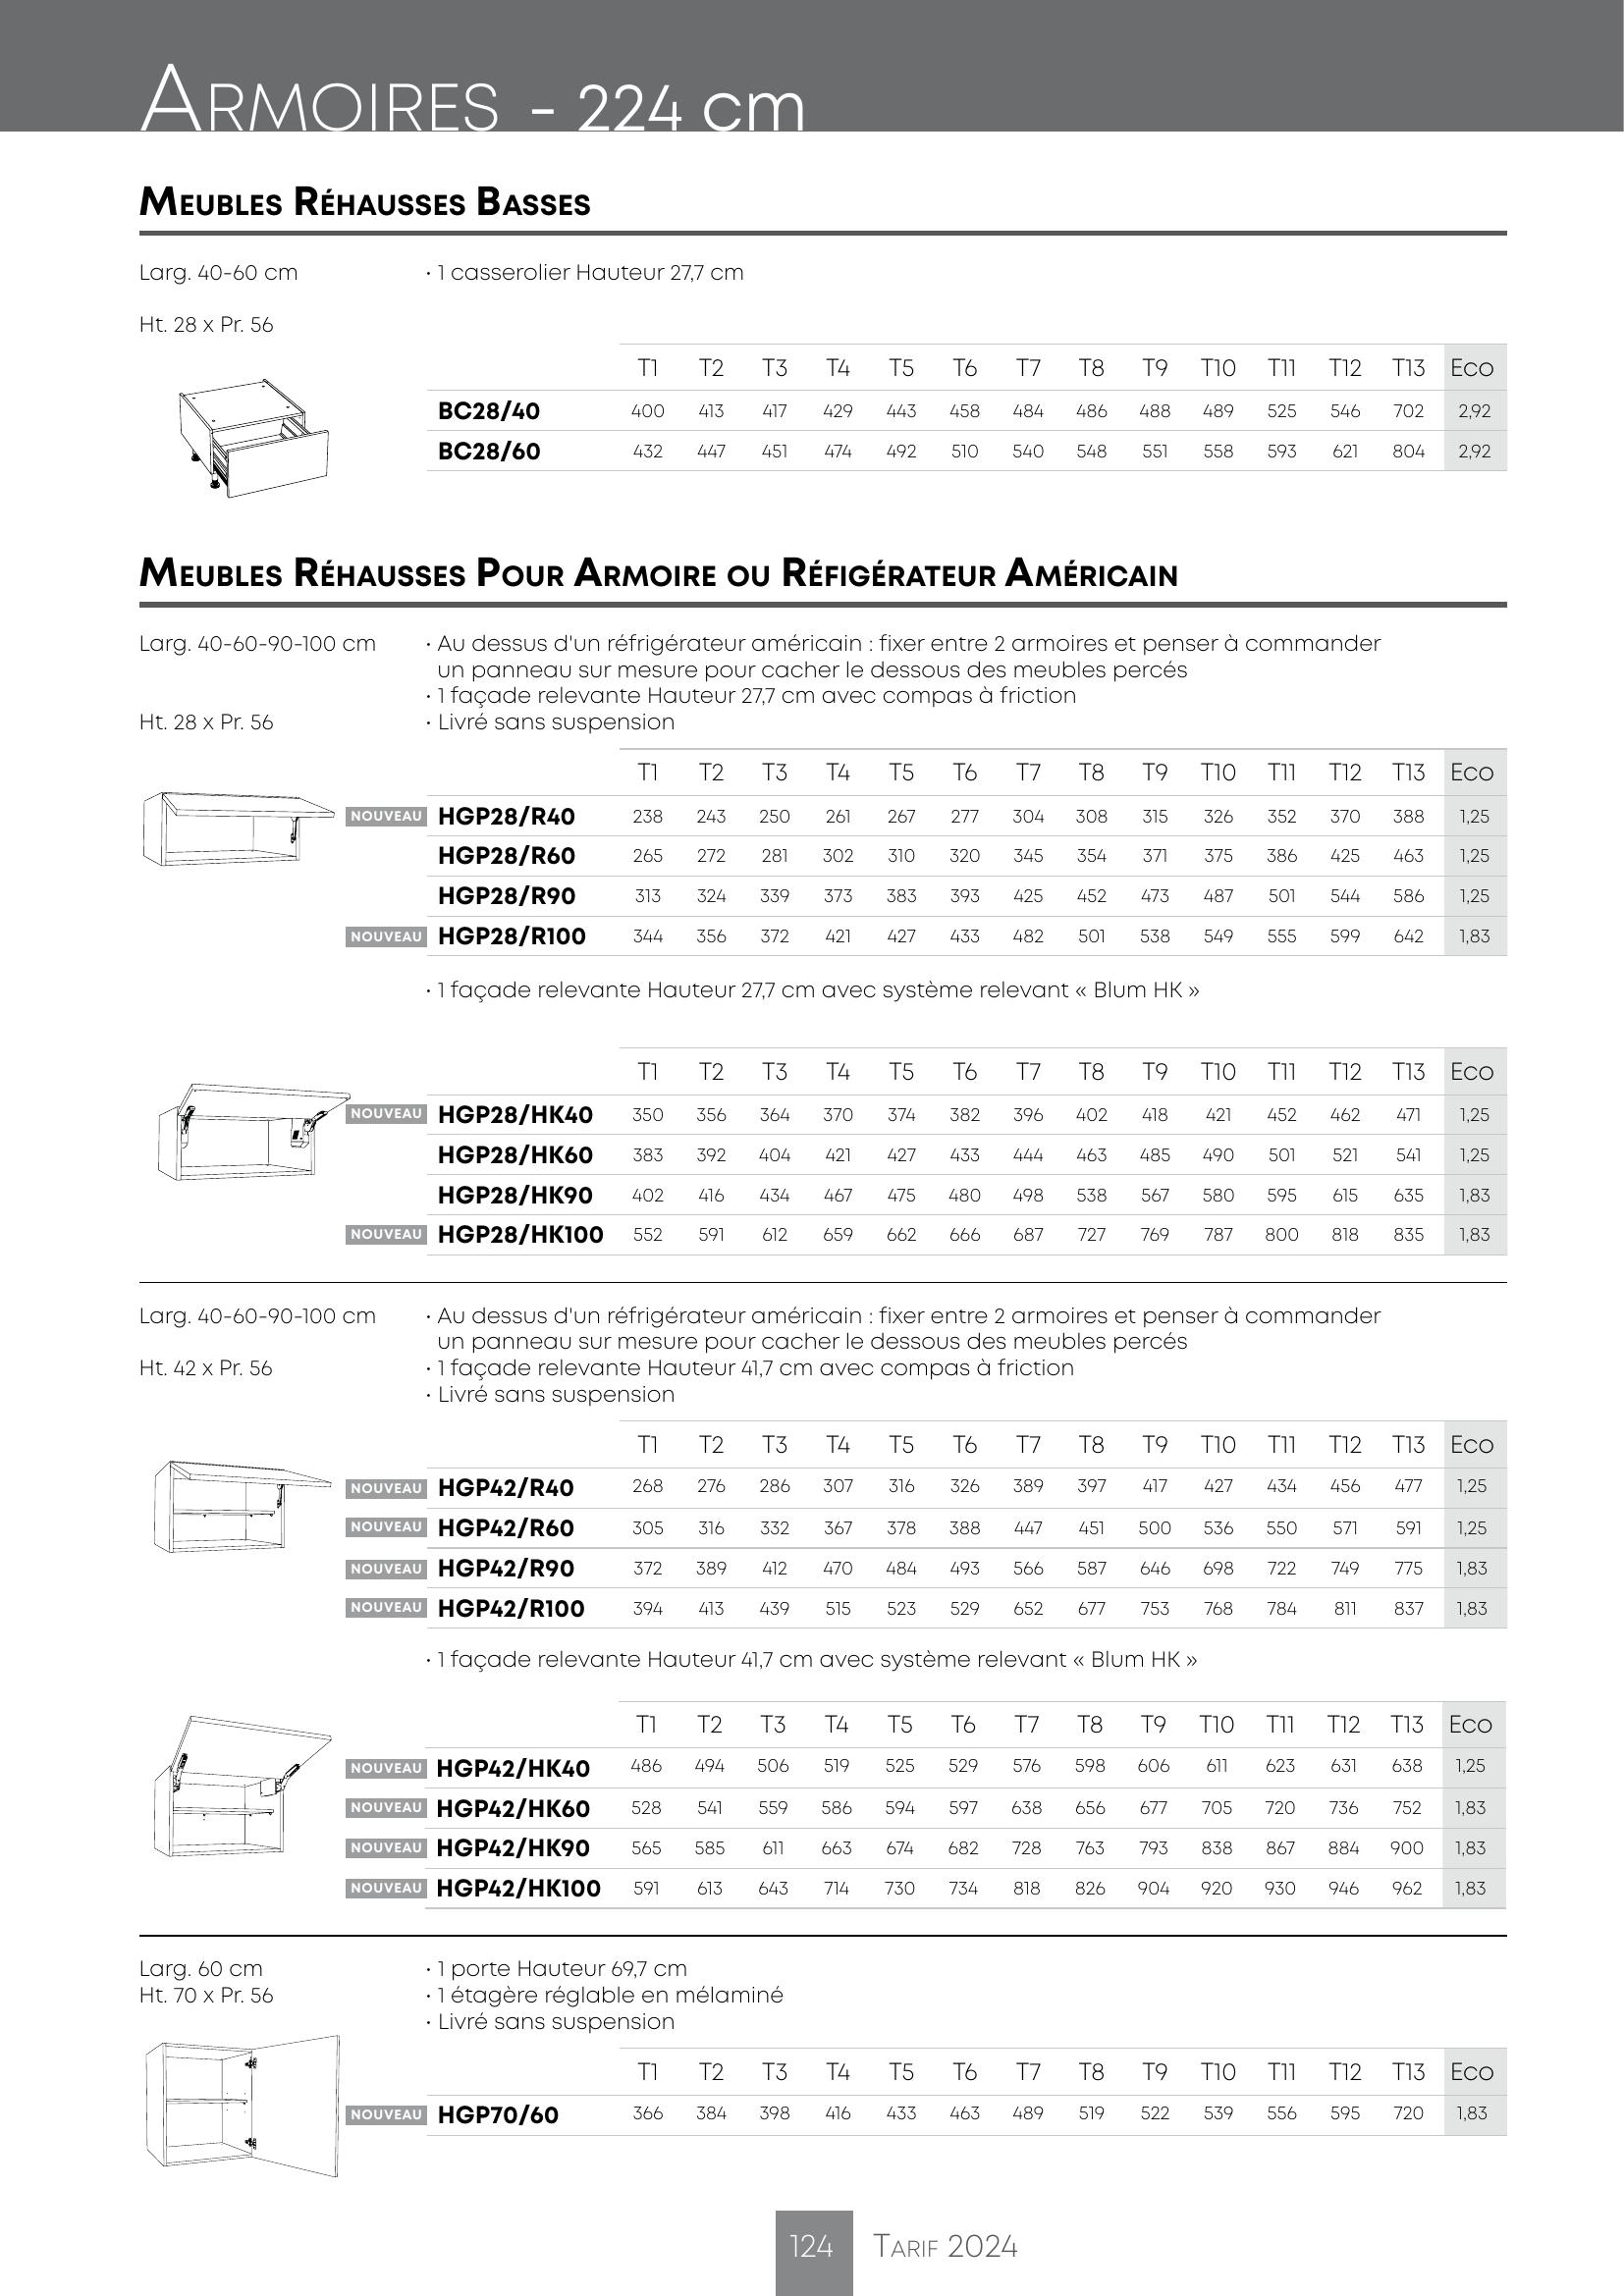 ARMOIRES - 224 cm
MEUBLES RÉHAUSSES BASSES
Larg. 40-60 cm
• 1 casserolier Hauteur 27,7 cm
Ht. 28 x Pr. 56
T1 T2 T3 T4 T5 T6 T7 T8 T9 T10 T11 T12 T13 Eco
BC28/40 400 413 417 429 443 458 484 486 488 489 525 546 702 2,92
BC28/60 432 447 451 474 492 510 540 548 551 558 593 621 804 2,92
MEUBLES RÉHAUSSES POUR ARMOIRE OU RÉFIGÉRATEUR AMÉRICAIN
Larg. 40-60-90-100 cm
• Au dessus d'un réfrigérateur américain : fixer entre 2 armoires et penser à commander
un panneau sur mesure pour cacher le dessous des meubles percés
• 1 façade relevante Hauteur 27,7 cm avec compas à friction
Ht. 28 x Pr. 56
• Livré sans suspension
T1 T2 T3 T4 T5 T6 T7 T8 T9 T10 T11 T12 T13 Eco
NOUVEAU HGP28/R40 238 243 250 261 267 277 304 308 315 326 352 370 388 1,25
HGP28/R60 265 272 281 302 310 320 345 354 371 375 386 425 463 1,25
HGP28/R90 313 324 339 373 383 393 425 452 473 487 501 544 586 1,25
NOUVEAU HGP28/R100 344 356 372 421 427 433 482 501 538 549 555 599 642 1,83
• 1 façade relevante Hauteur 27,7 cm avec système relevant « Blum HK »
T1 T2 T3 T4 T5 T6 T7 T8 T9 T10 T11 T12 T13 Eco
NOUVEAU HGP28/HK40 350 356 364 370 374 382 396 402 418 421 452 462 471 1,25
HGP28/HK60 383 392 404 421 427 433 444 463 485 490 501 521 541 1,25
HGP28/HK90 402 416 434 467 475 480 498 538 567 580 595 615 635 1,83
NOUVEAU HGP28/HK100 552 591 612 659 662 666 687 727 769 787 800 818 835 1,83
Larg. 40-60-90-100 cm
• Au dessus d'un réfrigérateur américain : fixer entre 2 armoires et penser à commander
un panneau sur mesure pour cacher le dessous des meubles percés
Ht. 42 x Pr. 56
• 1 façade relevante Hauteur 41,7 cm avec compas à friction
• Livré sans suspension
T1 T2 T3 T4 T5 T6 T7 T8 T9 T10 T11 T12 T13 Eco
NOUVEAU HGP42/R40 268 276 286 307 316 326 389 397 417 427 434 456 477 1,25
NOUVEAU HGP42/R60 305 316 332 367 378 388 447 451 500 536 550 571 591 1,25
NOUVEAU HGP42/R90 372 389 412 470 484 493 566 587 646 698 722 749 775 1,83
NOUVEAU HGP42/R100 394 413 439 515 523 529 652 677 753 768 784 811 837 1,83
• 1 façade relevante Hauteur 41,7 cm avec système relevant « Blum HK »
T1 T2 T3 T4 T5 T6 T7 T8 T9 T10 T11 T12 T13 Eco
NOUVEAU HGP42/HK40 486 494 506 519 525 529 576 598 606 611 623 631 638 1,25
NOUVEAU HGP42/HK60 528 541 559 586 594 597 638 656 677 705 720 736 752 1,83
NOUVEAU HGP42/HK90 565 585 611 663 674 682 728 763 793 838 867 884 900 1,83
NOUVEAU HGP42/HK100 591 613 643 714 730 734 818 826 904 920 930 946 962 1,83
Larg. 60 cm
• 1 porte Hauteur 69,7 cm
Ht. 70 x Pr. 56
• 1 étagère réglable en mélaminé
• Livré sans suspension
T1 T2 T3 T4 T5 T6 T7 T8 T9 T10 T11 T12 T13 Eco
NOUVEAU HGP70/60 366 384 398 416 433 463 489 519 522 539 556 595 720 1,83
124 TARIF 2024